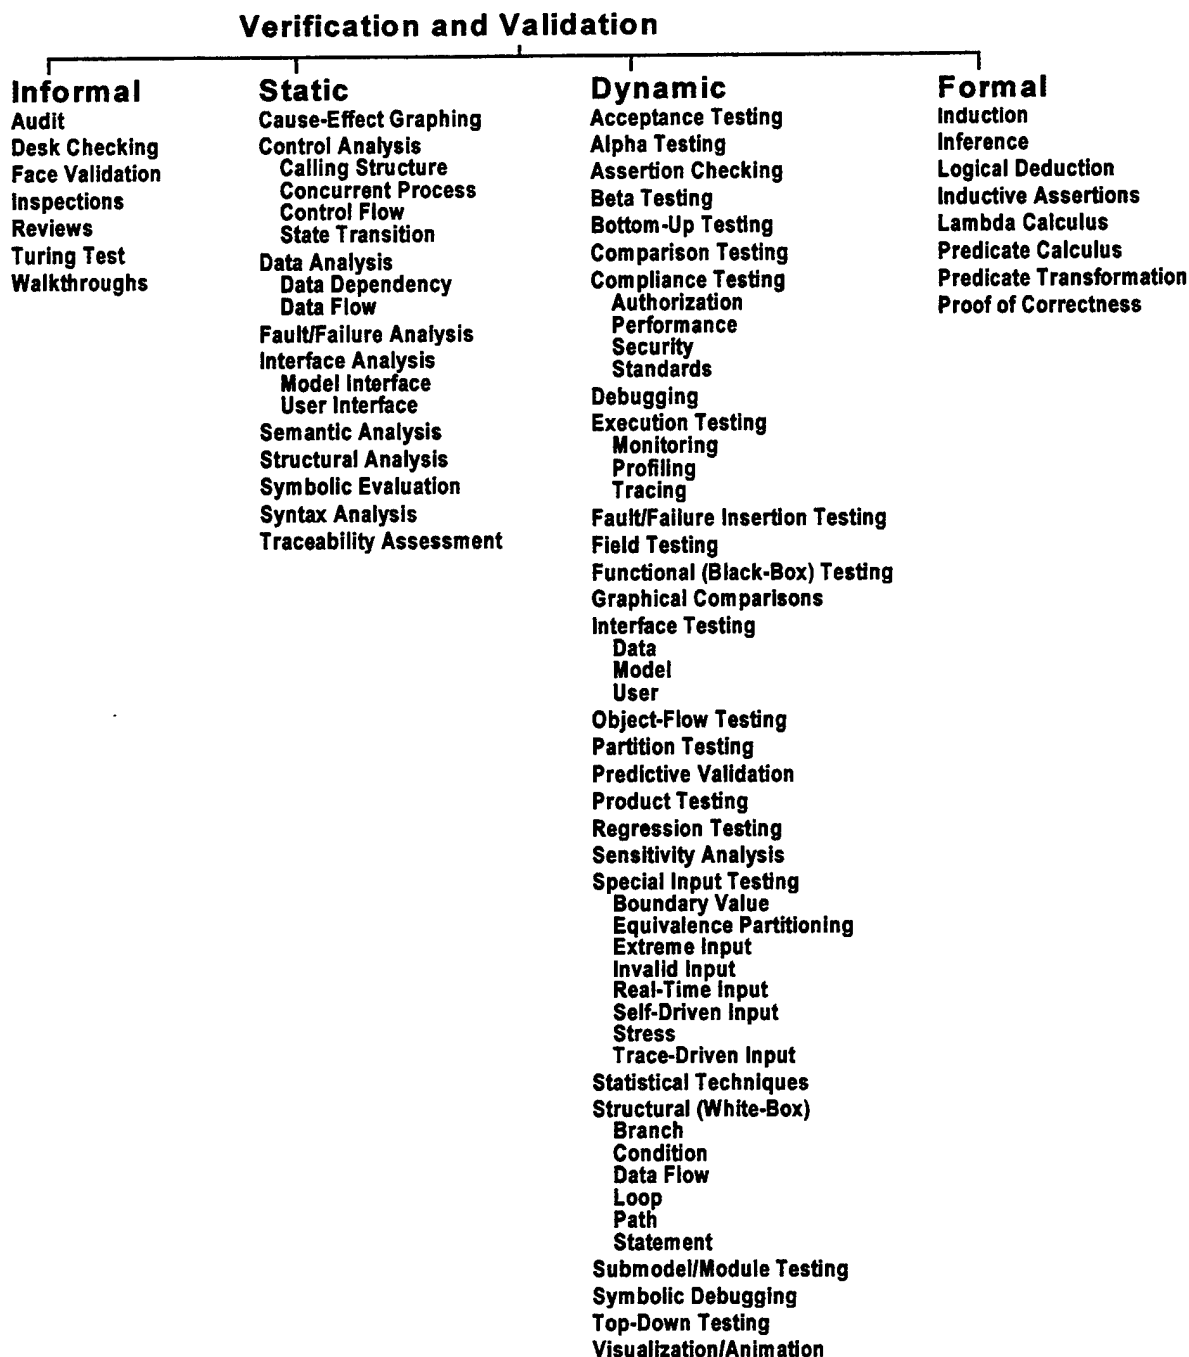 Verification and Validation
Informal
Audit
Desk Checking
Face Validation
Inspections
Reviews
Turing Test
Walkthroughs
Static
Cause-Effect Graphing
Control Analysis
Calling Structure
Concurrent Process
Control Flow
State Transition
Data Analysis
Data Dependency
Data Flow
Fault/Failure Analysis
Interface Analysis
Model Interface
User Interface
Semantic Analysis
Structural Analysis
Symbolic Evaluation
Syntax Analysis
Traceability Assessment
Dynamic
Acceptance Testing
Alpha Testing
Assertion Checking
Beta Testing
Bottom-Up Testing
Comparison Testing
Compliance Testing
Authorization
Performance
Security
Standards
Debugging
Execution Testing
Monitoring
Profiling
Tracing
Fault/Failure Insertion Testing
Field Testing
Functional (Black-Box) Testing
Graphical Comparisons
Interface Testing
Data
Model
User
Object-Flow Testing
Partition Testing
Predictive Validation
Product Testing
Regression Testing
Sensitivity Analysis
Special Input Testing
Boundary Value
Equivalence Partitioning
Extreme Input
Invalid Input
Real-Time Input
Self-Driven Input
Stress
Trace-Driven Input
Statistical Techniques
Structural (White-Box)
Branch
Condition
Data Flow
Loop
Path
Statement
Submodel/Module Testing
Symbolic Debugging
Top-Down Testing
Visualization/Animation
Formal
Induction
Inference
Logical Deduction
Inductive Assertions
Lambda Calculus
Predicate Calculus
Predicate Transformation
Proof of Correctness